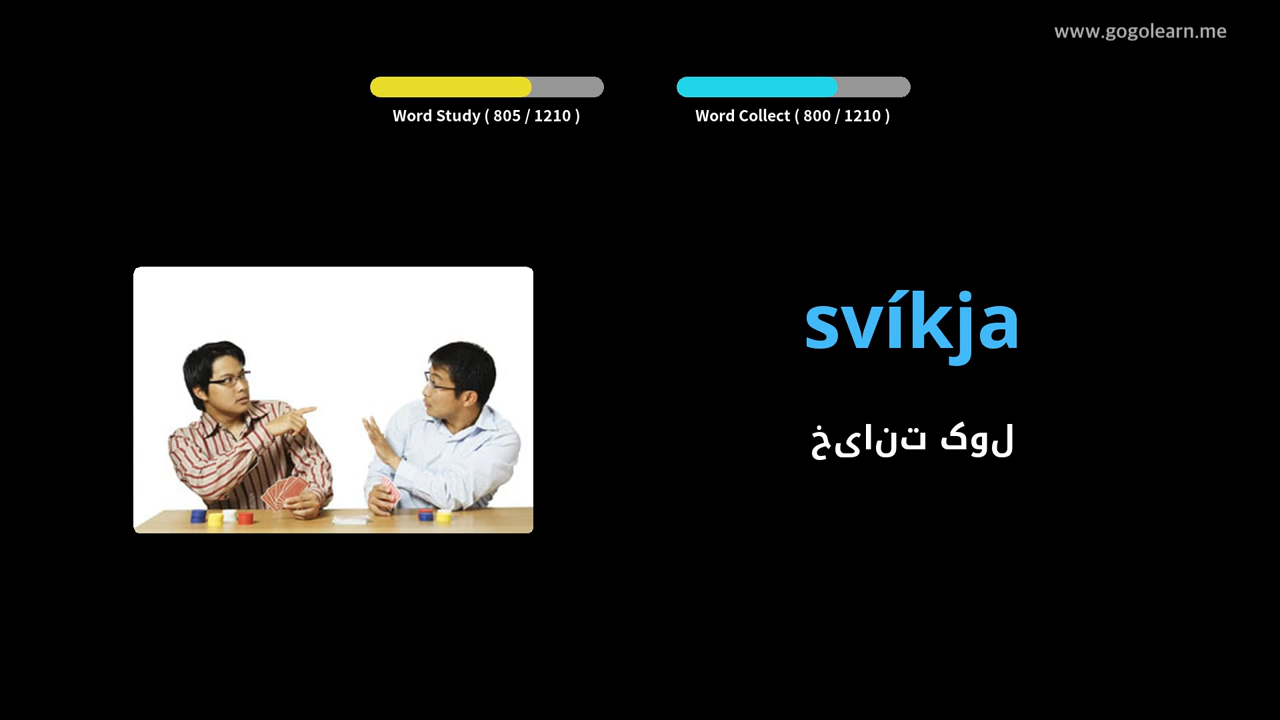 www.gogolearn.me
Word Study ( 805 / 1210 )
Word Collect ( 800 / 1210 )
svíkja
خیانت کول